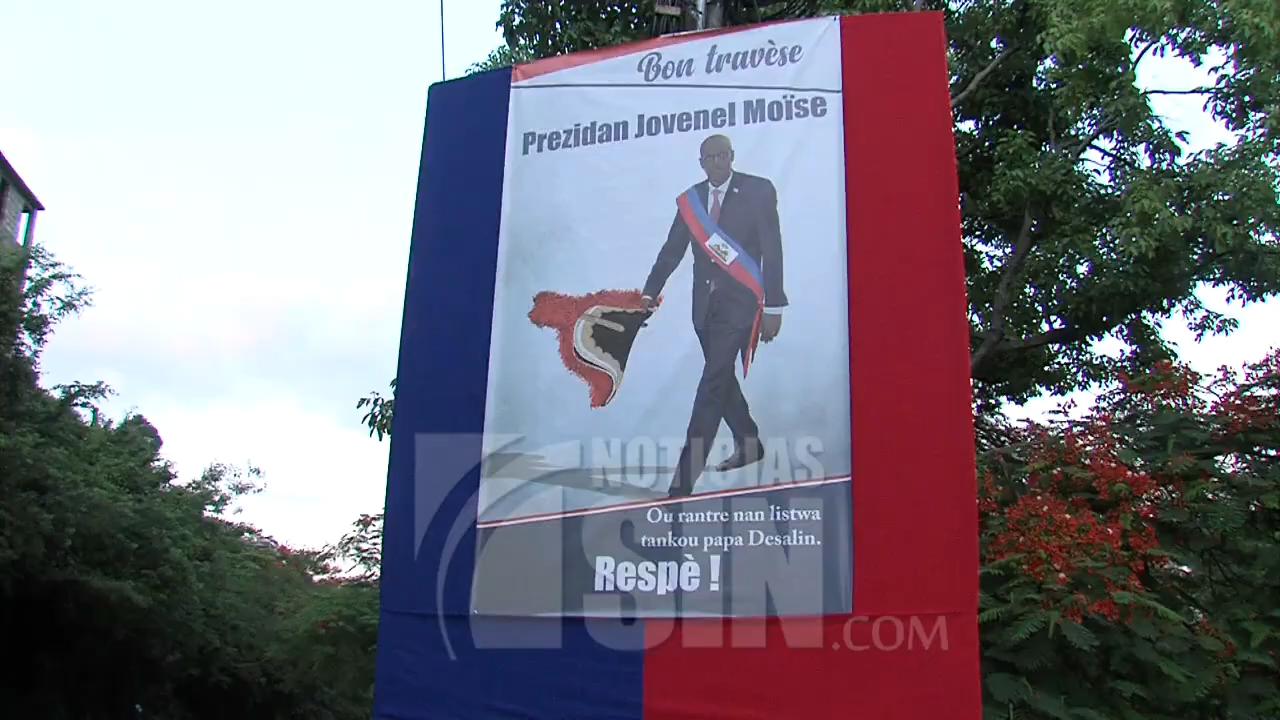 Bon travèse
Prezidan Jovenel Moïse
NOTICIAS
SIN
.COM
Ou rantre nan listwa
tankou papa Desalin.
Respè !